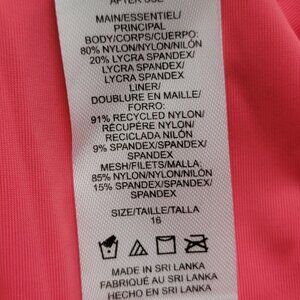 AFTER USE
MAIN/ESSENTIEL/
PRINCIPAL
BODY/CORPS/CUERPO:
80% NYLON/NYLON/NILÓN
20% LYCRA SPANDEX/
LYCRA SPANDEX/
LYCRA SPANDEX
LINER/
DOUBLURE EN MAILLE/
FORRO:
91% RECYCLED NYLON/
RÉCUPÉRÉ NYLON/
RECICLADA NILÓN
9% SPANDEX/SPANDEX/
SPANDEX
MESH/FILETS/MALLA:
85% NYLON/NYLON/NILÓN
15% SPANDEX/SPANDEX/
SPANDEX
SIZE/TAILLE/TALLA
16
MADE IN SRI LANKA
FABRIQUÉ AU SRI LANKA
HECHO EN SRI LANKA